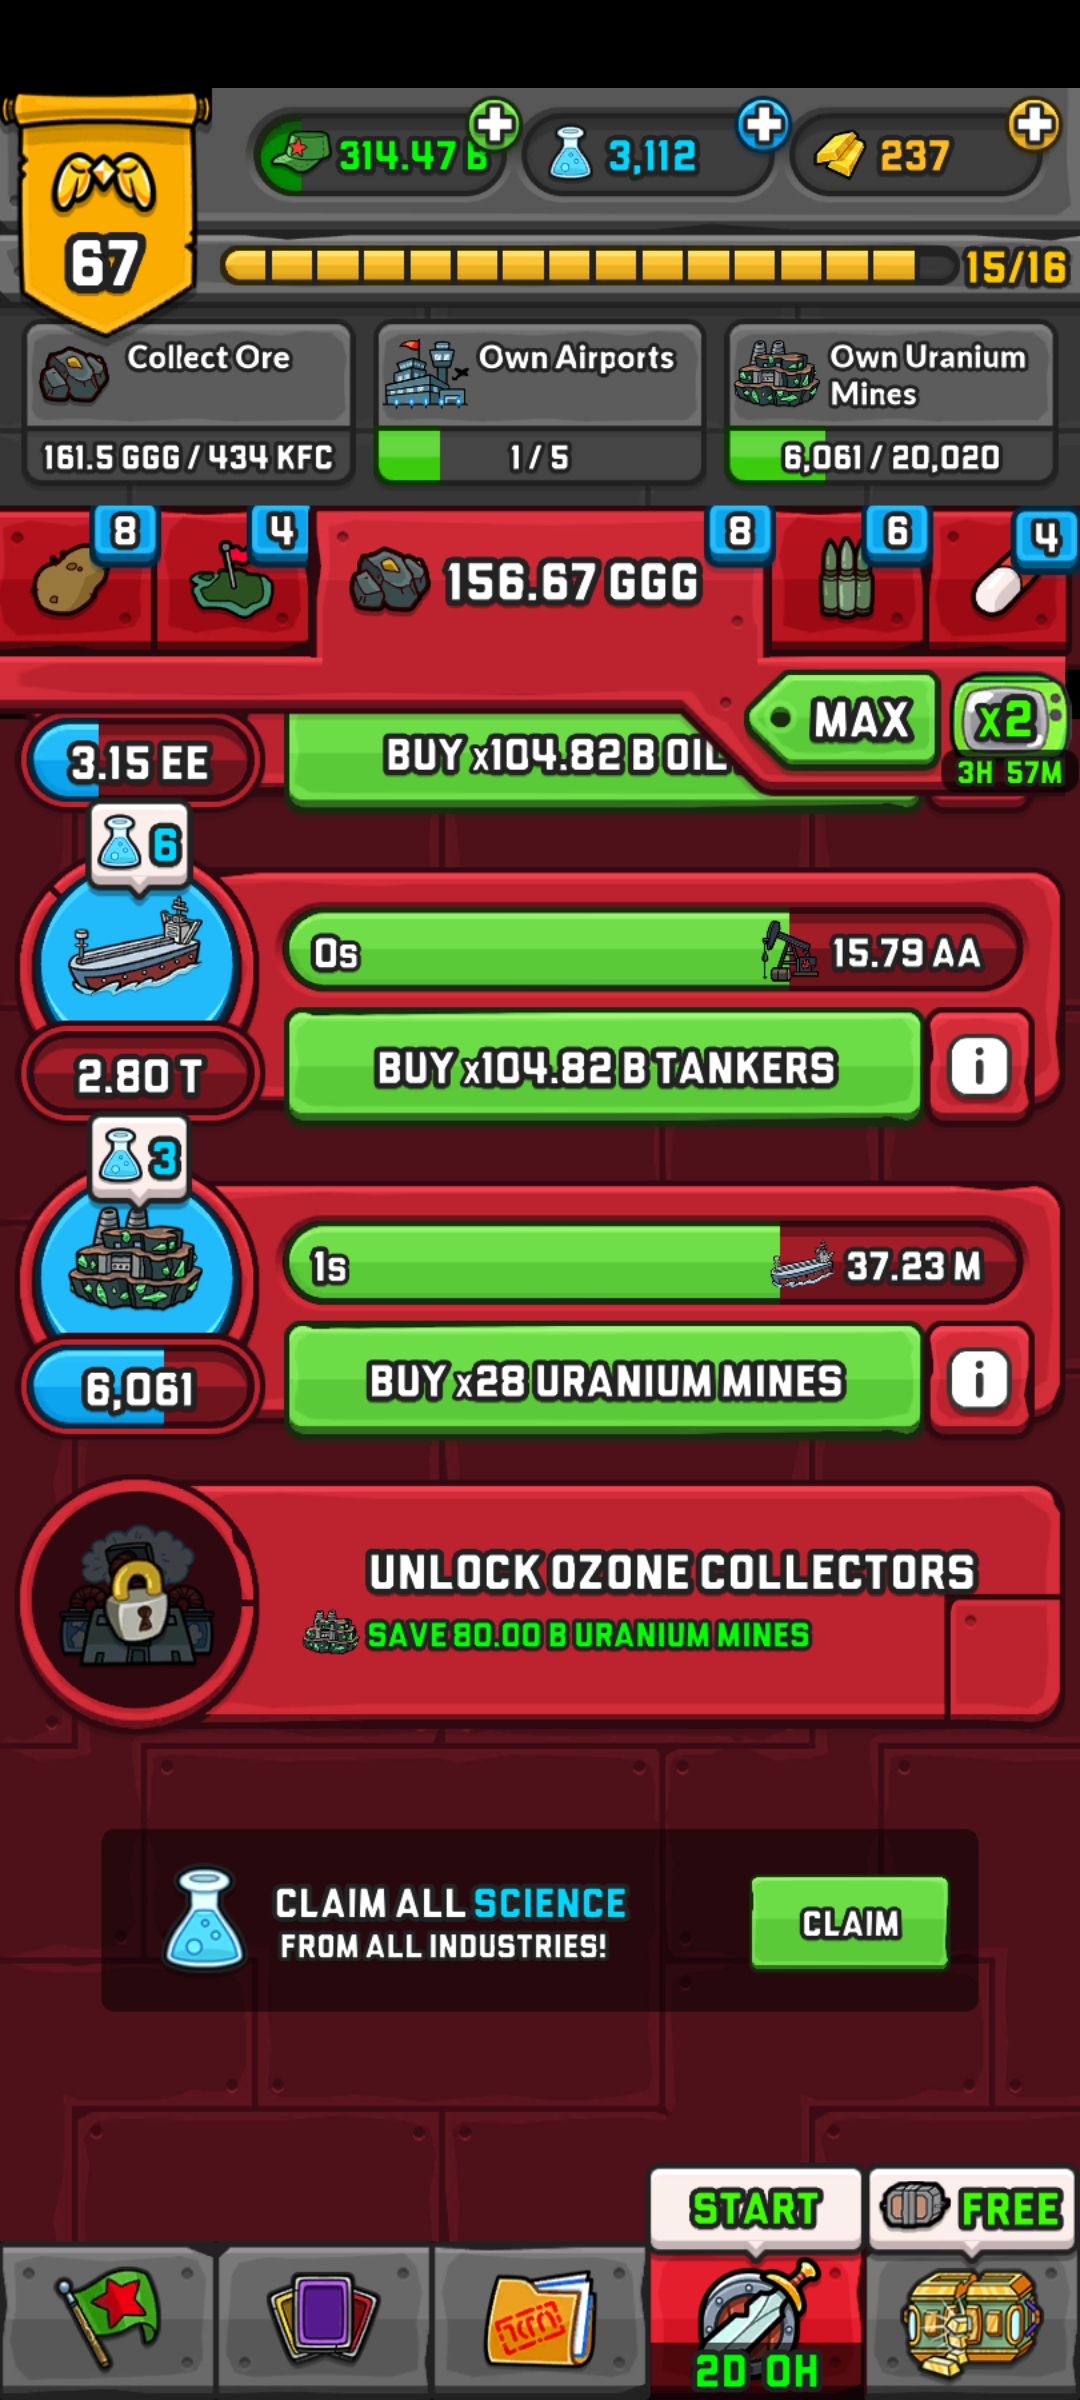 314.47 B
3,112
237
67
15/16
Collect Ore
161.5 GGG / 434 KFC
Own Airports
1 / 5
Own Uranium
Mines
6,061 / 20,020
8
4
156.67 GGG
8
6
4
MAX
x2
3H 57M
3.15 EE
BUY x104.82 B OIL
6
0s
15.79 AA
2.80 T
BUY x104.82 B TANKERS
i
3
1s
37.23 M
6,061
BUY x28 URANIUM MINES
i
UNLOCK OZONE COLLECTORS
SAVE 80.00 B URANIUM MINES
CLAIM ALL SCIENCE
FROM ALL INDUSTRIES!
CLAIM
START
FREE
2D 0H